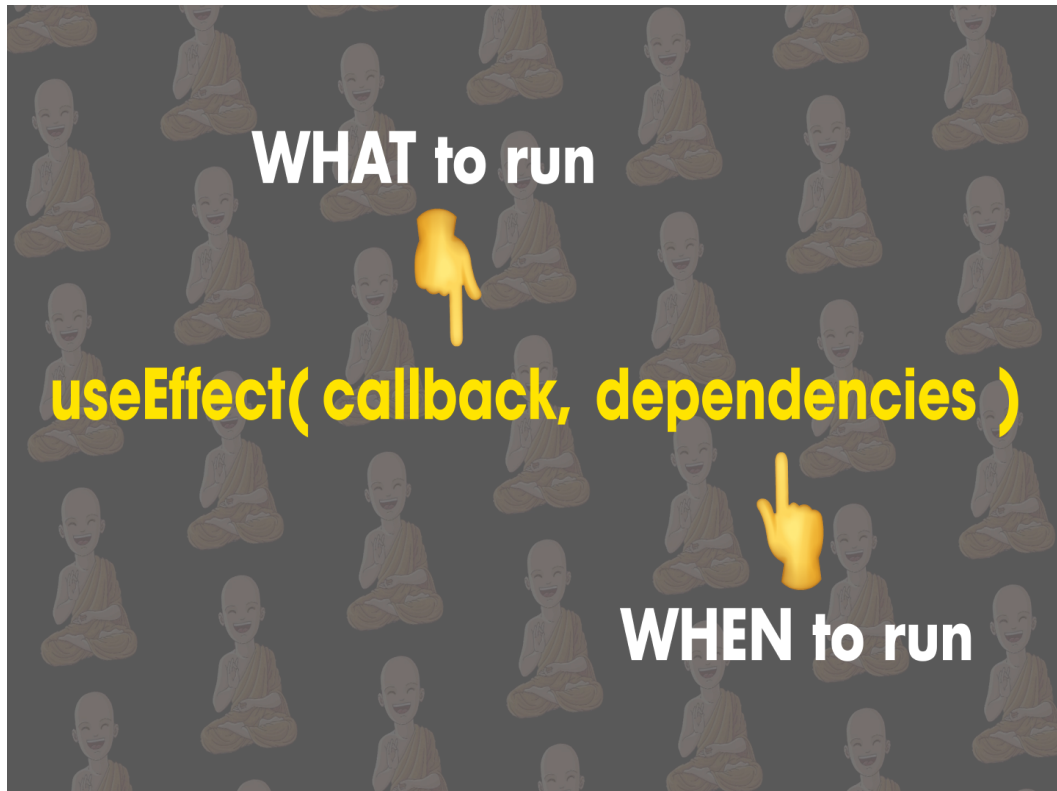 WHAT to run
useEffect( callback, dependencies )
WHEN to run